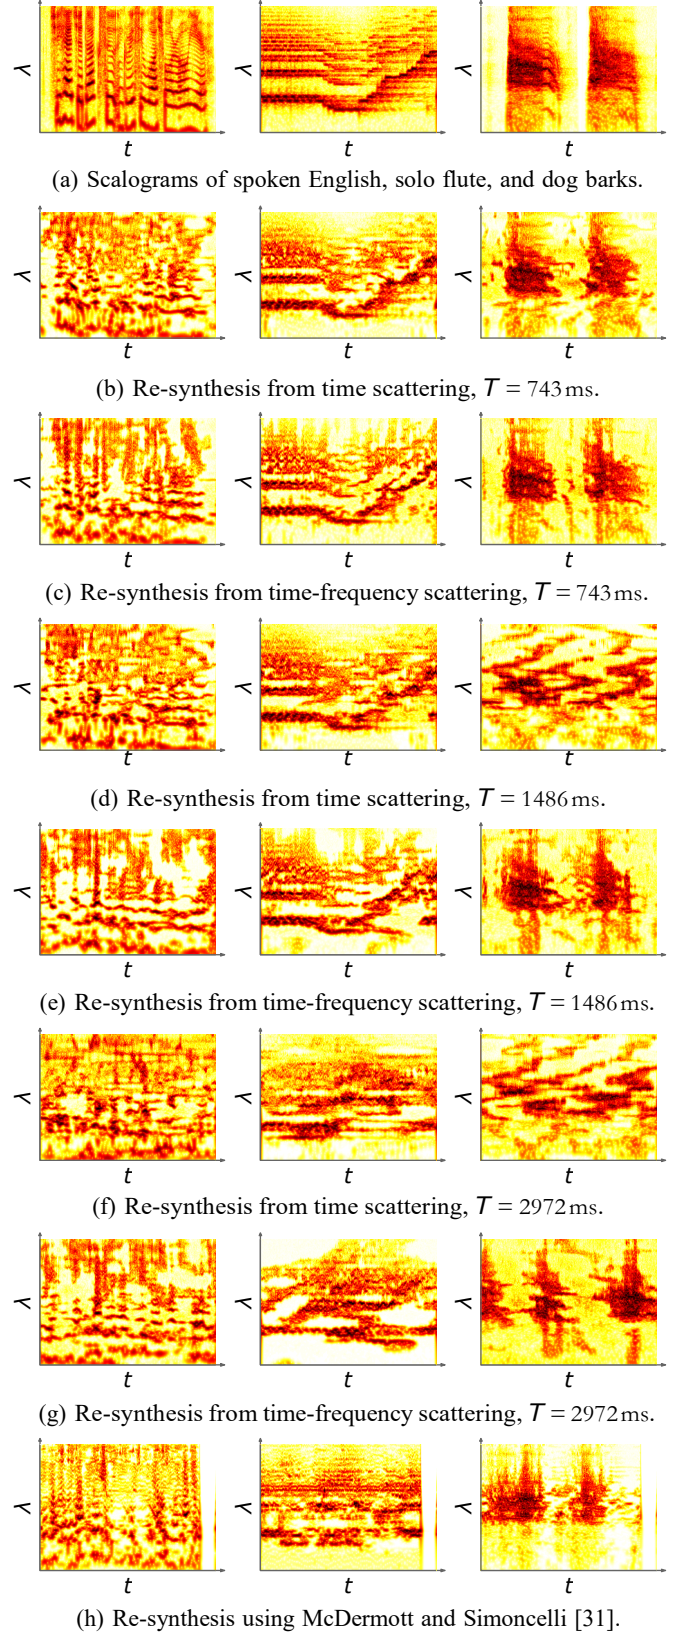 λ λ λ
t t t
(a) Scalograms of spoken English, solo flute, and dog barks.
λ λ λ
t t t
(b) Re-synthesis from time scattering, T = 743 ms.
λ λ λ
t t t
(c) Re-synthesis from time-frequency scattering, T = 743 ms.
λ λ λ
t t t
(d) Re-synthesis from time scattering, T = 1486 ms.
λ λ λ
t t t
(e) Re-synthesis from time-frequency scattering, T = 1486 ms.
λ λ λ
t t t
(f) Re-synthesis from time scattering, T = 2972 ms.
λ λ λ
t t t
(g) Re-synthesis from time-frequency scattering, T = 2972 ms.
λ λ λ
t t t
(h) Re-synthesis using McDermott and Simoncelli [31].